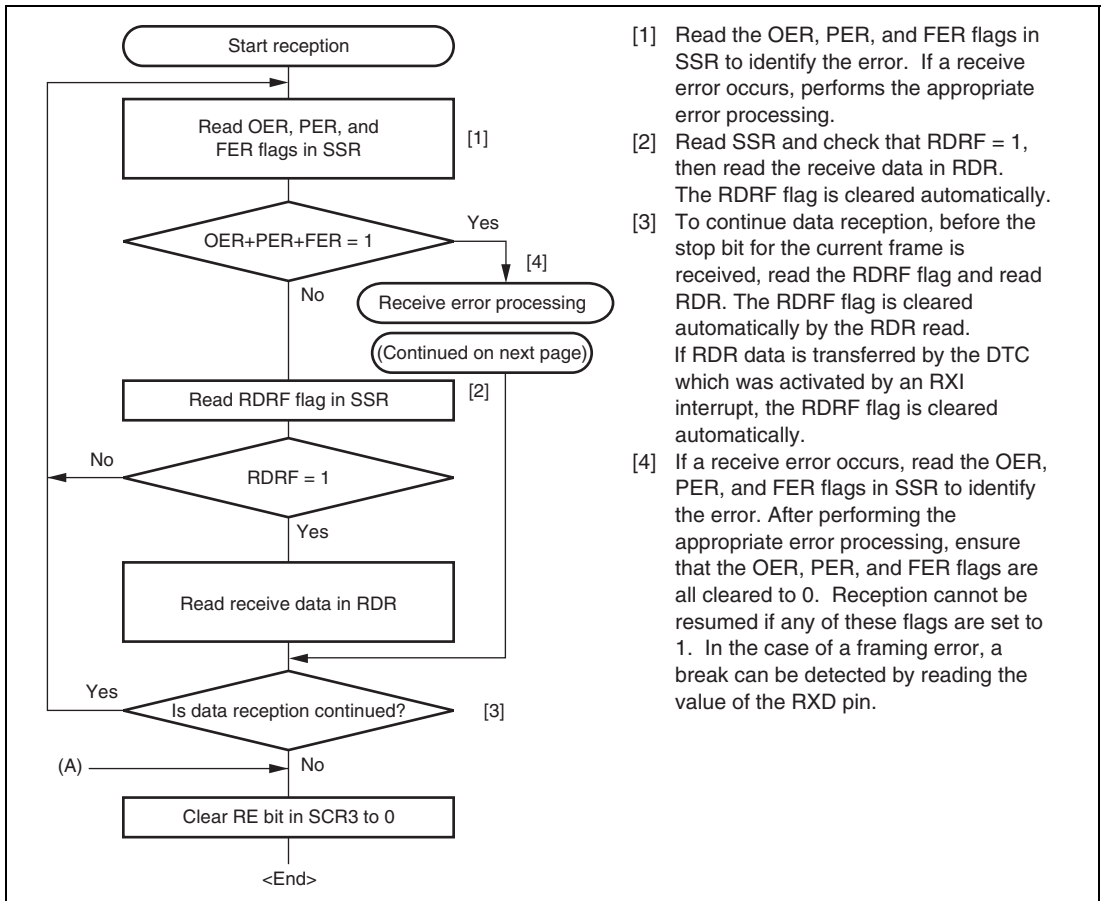 Start reception
Read OER, PER, and
FER flags in SSR
[1]
OER+PER+FER = 1
Yes
[4]
No
Receive error processing
(Continued on next page)
Read RDRF flag in SSR
[2]
No
RDRF = 1
Yes
Read receive data in RDR
Yes
Is data reception continued?
[3]
(A)
No
Clear RE bit in SCR3 to 0
<End>
[1] Read the OER, PER, and FER flags in
SSR to identify the error. If a receive
error occurs, performs the appropriate
error processing.
[2] Read SSR and check that RDRF = 1,
then read the receive data in RDR.
The RDRF flag is cleared automatically.
[3] To continue data reception, before the
stop bit for the current frame is
received, read the RDRF flag and read
RDR. The RDRF flag is cleared
automatically by the RDR read.
If RDR data is transferred by the DTC
which was activated by an RXI
interrupt, the RDRF flag is cleared
automatically.
[4] If a receive error occurs, read the OER,
PER, and FER flags in SSR to identify
the error. After performing the
appropriate error processing, ensure
that the OER, PER, and FER flags are
all cleared to 0. Reception cannot be
resumed if any of these flags are set to
1. In the case of a framing error, a
break can be detected by reading the
value of the RXD pin.